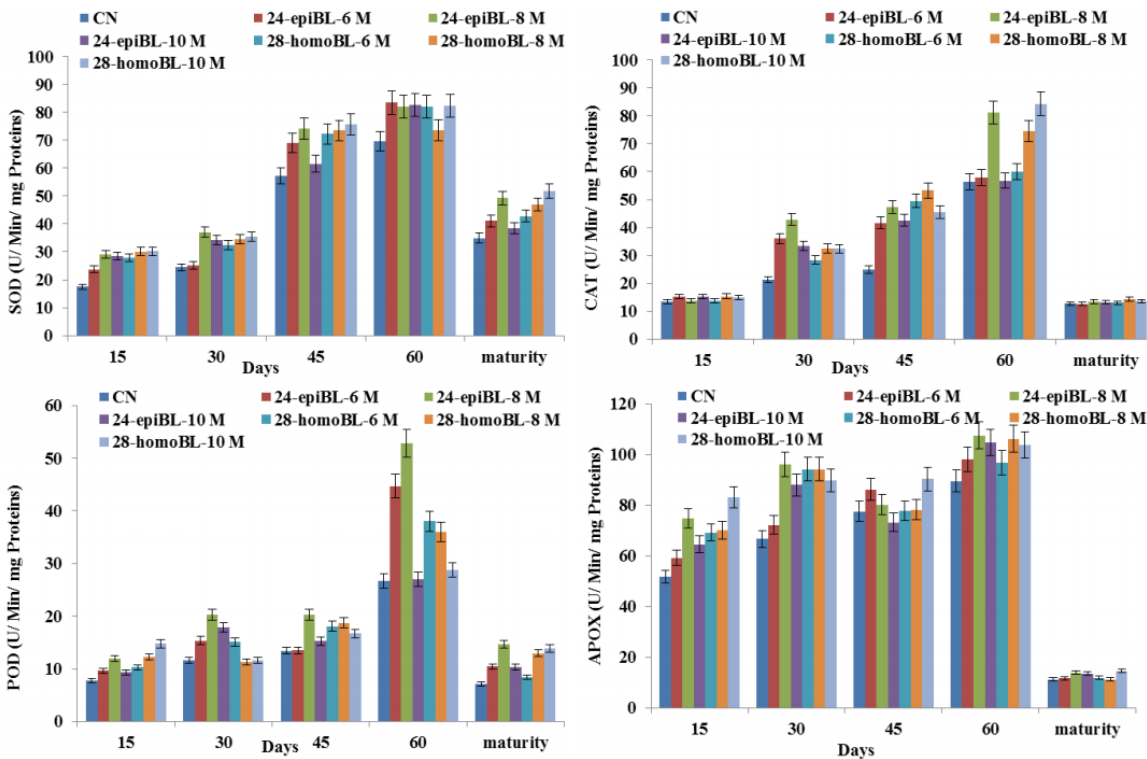 CN 24-epiBL-6 M 24-epiBL-8 M
24-epiBL-10 M 28-homoBL-6 M 28-homoBL-8 M
28-homoBL-10 M
SOD (U/ Min/ mg Proteins)
100
90
80
70
60
50
40
30
20
10
0
15 30 45 60 maturity
Days
CN 24-epiBL-6 M 24-epiBL-8 M
24-epiBL-10 M 28-homoBL-6 M 28-homoBL-8 M
28-homoBL-10 M
CAT (U/ Min/ mg Proteins)
100
90
80
70
60
50
40
30
20
10
0
15 30 45 60 maturity
Days
CN 24-epiBL-6 M 24-epiBL-8 M
24-epiBL-10 M 28-homoBL-6 M 28-homoBL-8 M
28-homoBL-10 M
POD (U/ Min/ mg Proteins)
60
50
40
30
20
10
0
15 30 45 60 maturity
Days
CN 24-epiBL-6 M 24-epiBL-8 M
24-epiBL-10 M 28-homoBL-6 M 28-homoBL-8 M
28-homoBL-10 M
APOX (U/ Min/ mg Proteins)
120
100
80
60
40
20
0
15 30 45 60 maturity
Days